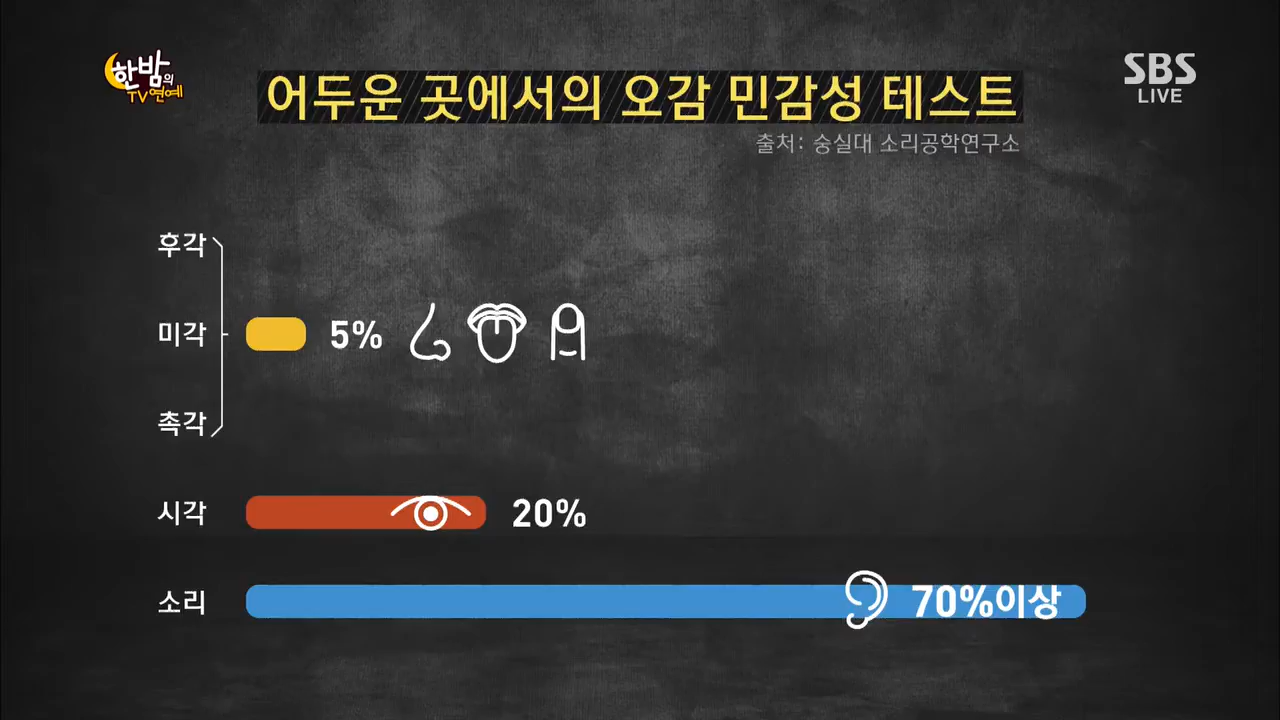 한밤의
TV연예
SBS
LIVE
어두운 곳에서의 오감 민감성 테스트
출처: 숭실대 소리공학연구소
후각
미각
5%
촉각
시각
20%
소리
70%이상